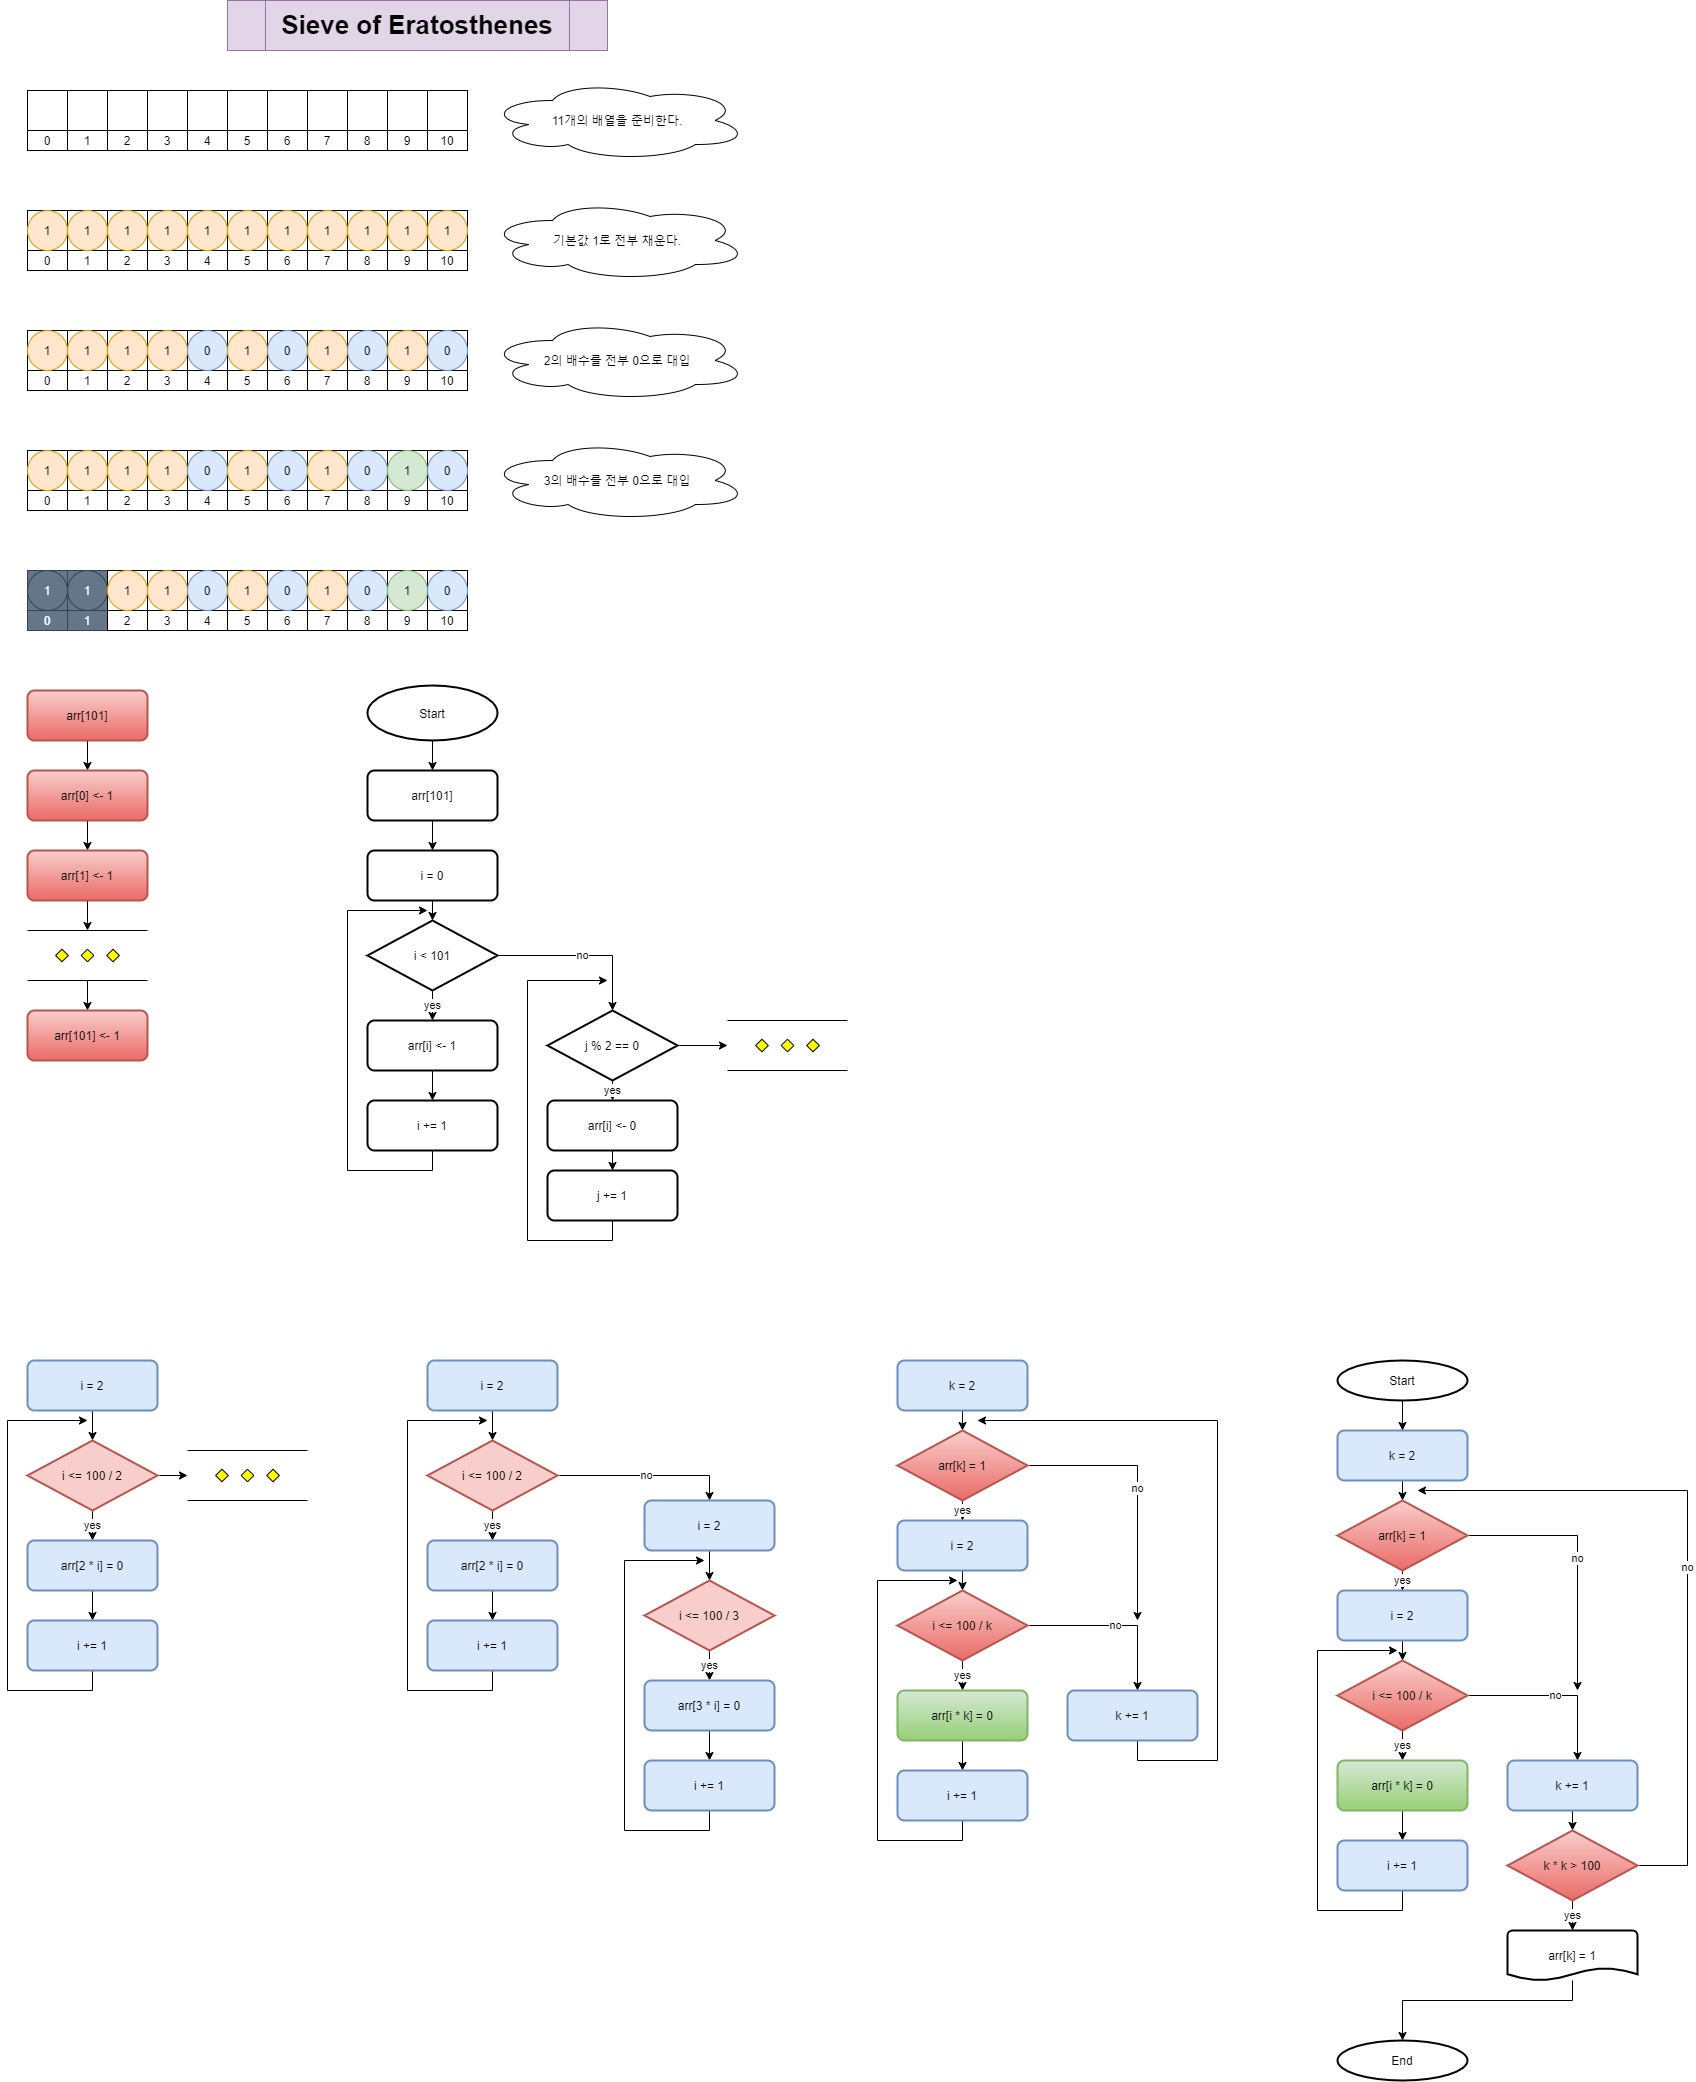 Sieve of Eratosthenes
0 1 2 3 4 5 6 7 8 9 10
11개의 배열을 준비한다.
1 1 1 1 1 1 1 1 1 1 1
0 1 2 3 4 5 6 7 8 9 10
기본값 1로 전부 채운다.
1 1 1 1 0 1 0 1 0 1 0
0 1 2 3 4 5 6 7 8 9 10
2의 배수를 전부 0으로 대입
1 1 1 1 0 1 0 1 0 1 0
0 1 2 3 4 5 6 7 8 9 10
3의 배수를 전부 0으로 대입
1 1 1 1 0 1 0 1 0 1 0
0 1 2 3 4 5 6 7 8 9 10
arr[101]
arr[0] <- 1
arr[1] <- 1
arr[101] <- 1
Start
arr[101]
i = 0
i < 101
no
yes
arr[i] <- 1
i += 1
j % 2 == 0
yes
arr[i] <- 0
j += 1
i = 2
i <= 100 / 2
yes
arr[2 * i] = 0
i += 1
i = 2
i <= 100 / 2
no
yes
arr[2 * i] = 0
i += 1
i = 2
i <= 100 / 3
yes
arr[3 * i] = 0
i += 1
k = 2
arr[k] = 1
no
yes
i = 2
i <= 100 / k
no
yes
arr[i * k] = 0
i += 1
k += 1
Start
k = 2
arr[k] = 1
no
yes
i = 2
i <= 100 / k
no
yes
arr[i * k] = 0
i += 1
k += 1
k * k > 100
no
yes
arr[k] = 1
End